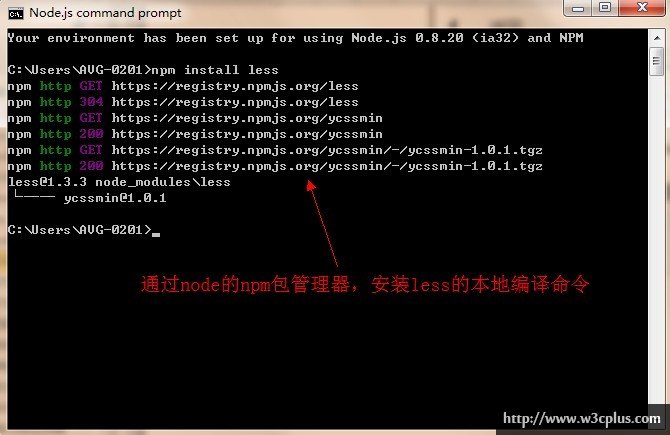 Node.js command prompt
Your environment has been set up for using Node.js 0.8.20 (ia32) and NPM
C:\Users\AVG-0201>npm install less
npm http GET https://registry.npmjs.org/less
npm http 304 https://registry.npmjs.org/less
npm http GET https://registry.npmjs.org/ycssmin
npm http 200 https://registry.npmjs.org/ycssmin
npm http GET https://registry.npmjs.org/ycssmin/-/ycssmin-1.0.1.tgz
npm http 200 https://registry.npmjs.org/ycssmin/-/ycssmin-1.0.1.tgz
less@1.3.3 node_modules\less
└── ycssmin@1.0.1
C:\Users\AVG-0201>_
通过node的npm包管理器，安装less的本地编译命令
http://www.w3cplus.com